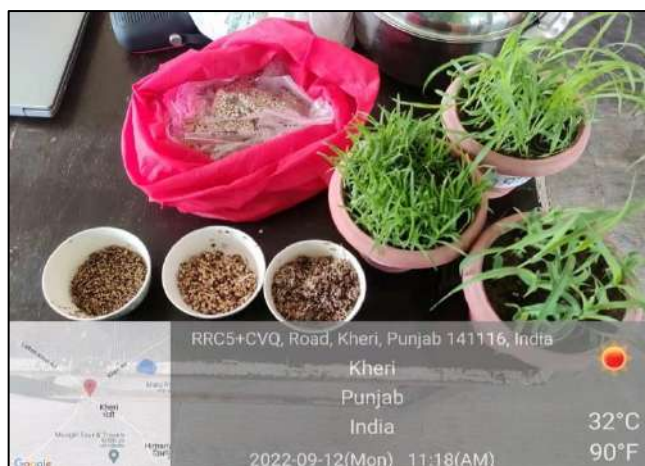 RRC5+CVQ, Road, Kheri, Punjab 141116, India
Kheri
Punjab
India
32°C
2022-09-12(Mon) 11:18(AM)
90°F
Kheri
Google